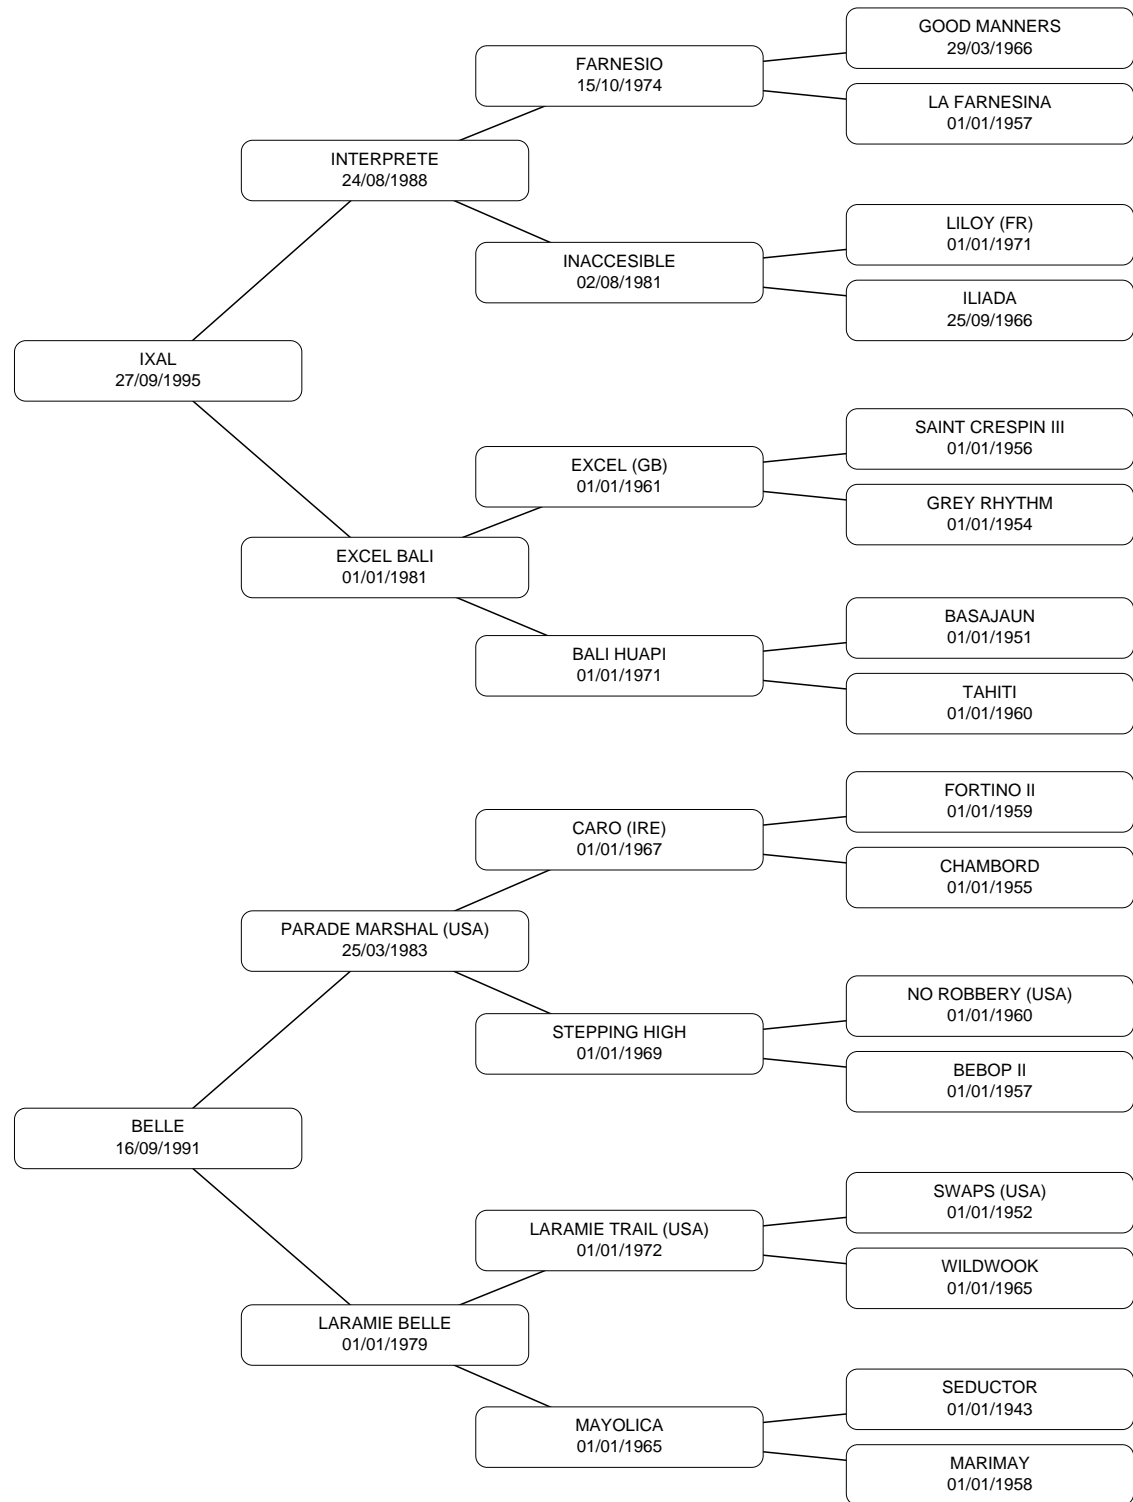 GOOD MANNERS
29/03/1966
FARNESIO
15/10/1974
LA FARNESINA
01/01/1957
INTERPRETE
24/08/1988
LILOY (FR)
01/01/1971
INACCESIBLE
02/08/1981
ILIADA
25/09/1966
IXAL
27/09/1995
SAINT CRESPIN III
01/01/1956
EXCEL (GB)
01/01/1961
GREY RHYTHM
01/01/1954
EXCEL BALI
01/01/1981
BASAJAUN
01/01/1951
BALI HUAPI
01/01/1971
TAHITI
01/01/1960
FORTINO II
01/01/1959
CARO (IRE)
01/01/1967
CHAMBORD
01/01/1955
PARADE MARSHAL (USA)
25/03/1983
NO ROBBERY (USA)
01/01/1960
STEPPING HIGH
01/01/1969
BEBOP II
01/01/1957
BELLE
16/09/1991
SWAPS (USA)
01/01/1952
LARAMIE TRAIL (USA)
01/01/1972
WILDWOOK
01/01/1965
LARAMIE BELLE
01/01/1979
SEDUCTOR
01/01/1943
MAYOLICA
01/01/1965
MARIMAY
01/01/1958